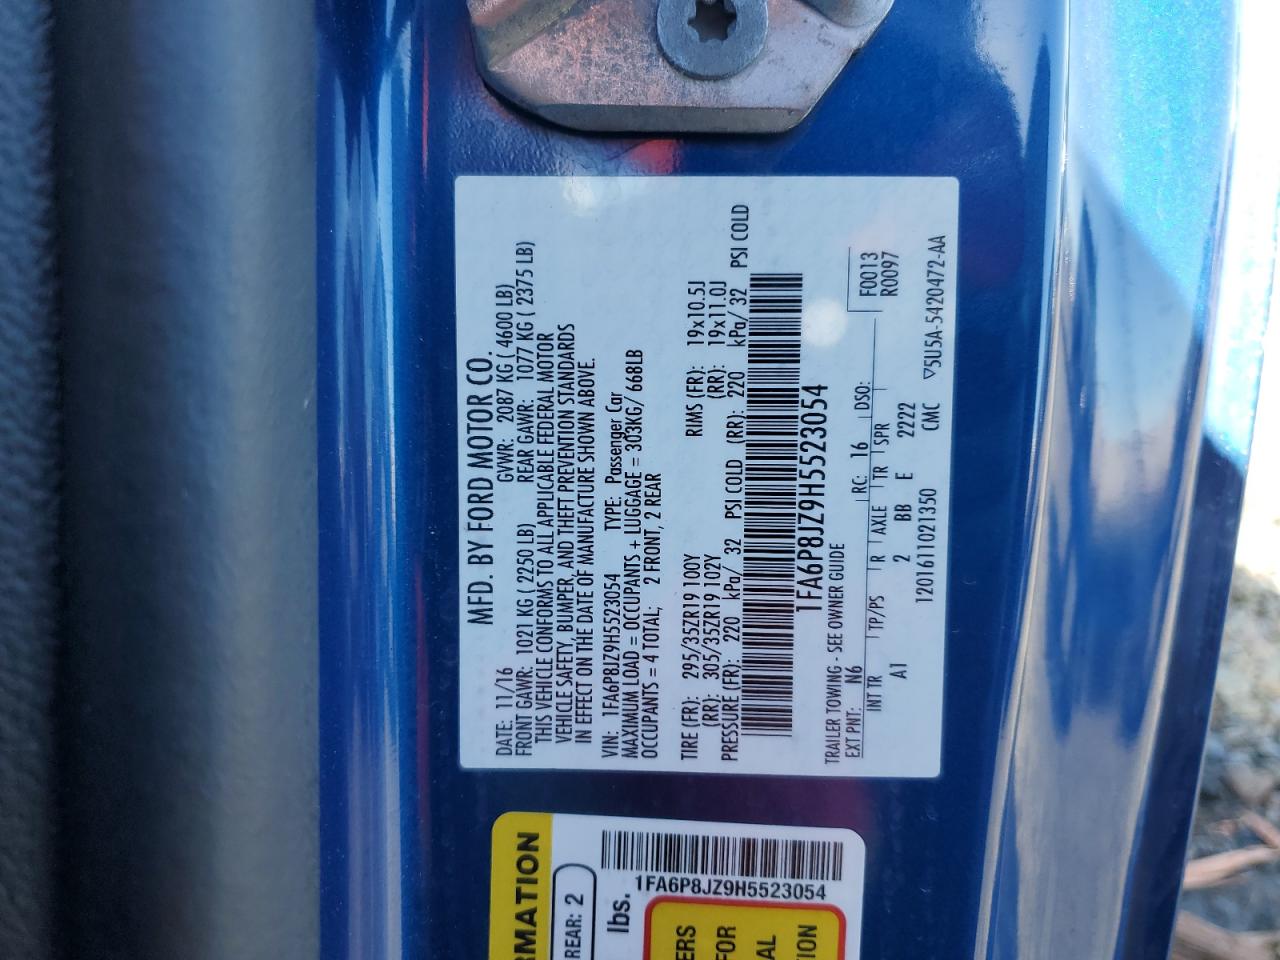 MFD. BY FORD MOTOR CO.
DATE: 11/16 GVWR: 2087 KG ( 4600 LB)
FRONT GAWR: 1021 KG ( 2250 LB) REAR GAWR: 1077 KG ( 2375 LB)
THIS VEHICLE CONFORMS TO ALL APPLICABLE FEDERAL MOTOR
VEHICLE SAFETY, BUMPER, AND THEFT PREVENTION STANDARDS
IN EFFECT ON THE DATE OF MANUFACTURE SHOWN ABOVE.
VIN: 1FA6P8JZ9H5523054 TYPE: Passenger Car
MAXIMUM LOAD = OCCUPANTS + LUGGAGE = 303KG/ 668LB
OCCUPANTS = 4 TOTAL; 2 FRONT, 2 REAR
TIRE (FR): 295/35ZR19 100Y RIMS (FR): 19x10.5J
(RR): 305/35ZR19 102Y (RR): 19x11.0J
PRESSURE (FR): 220 kPa/ 32 PSI COLD (RR): 220 kPa/ 32 PSI COLD
1FA6P8JZ9H5523054
TRAILER TOWING - SEE OWNER GUIDE F0013
EXT PNT: N6 RC: 16 DSO: R0097
INT TR TP/PS R AXLE TR SPR
A1 2 BB E 2222
1201611021350 CMC ▽5U5A-5420472-AA
RMATION
REAR: 2
lbs.
1FA6P8JZ9H5523054
ERS
FOR
AL
ION